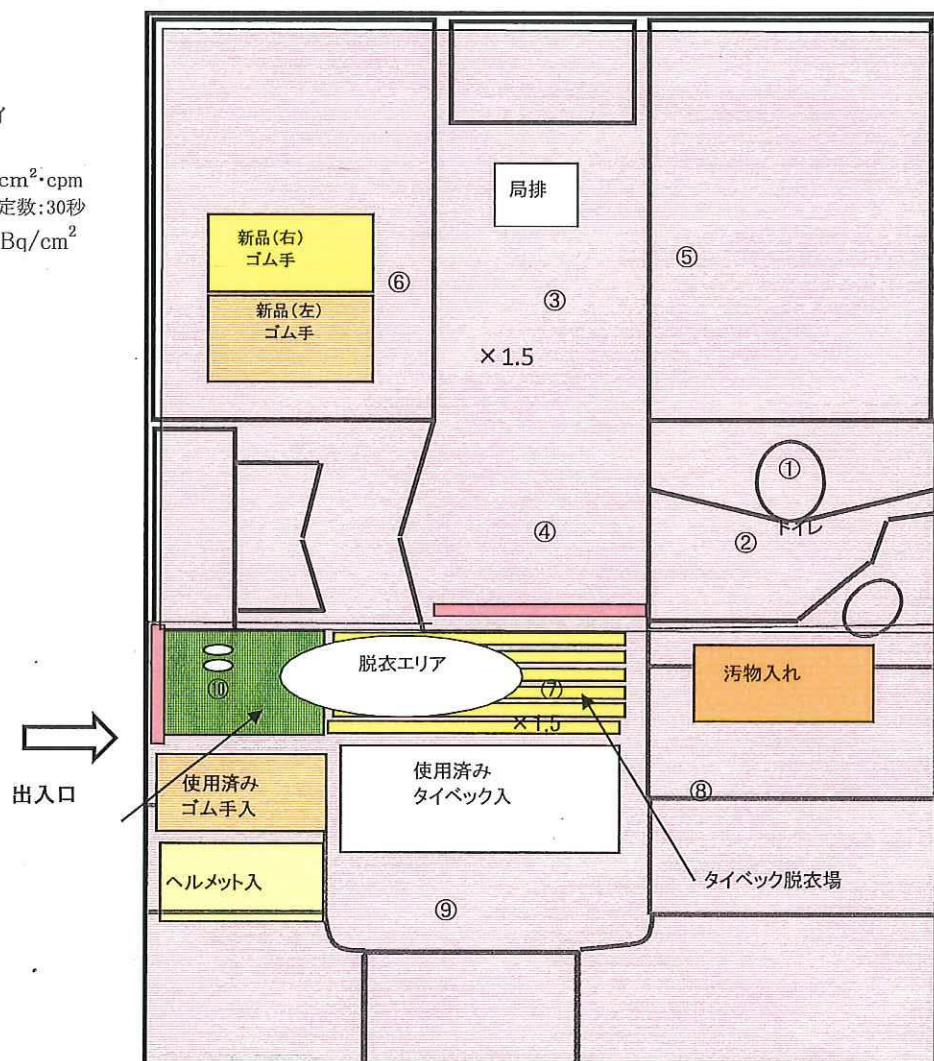 イ
cm²・cpm
定数:30秒
Bq/cm²
局排
新品(右)
ゴム手
⑥
新品(左)
ゴム手
③
⑤
×1.5
①
トイレ
④
②
脱衣エリア
⑩
⑦
×1.5
汚物入れ
出入口
使用済み
ゴム手入
使用済み
タイベック入
⑧
ヘルメット入
タイベック脱衣場
⑨